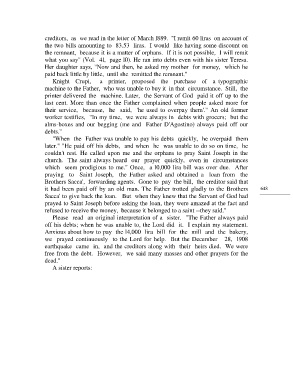 creditors, as we read in the letter of March 1889. "I remit 60 liras on account of
the two bills amounting to 83.53 liras. I would like having some discount on
the remnant, because it is a matter of orphans. If it is not possible, I will remit
what you say" (Vol. 41, page 10). He ran into debts even with his sister Teresa.
Her daughter says, "Now and then, he asked my mother for money, which he
paid back little by little, until she remitted the remnant."
Knight Crupi, a printer, proposed the purchase of a typographic
machine to the Father, who was unable to buy it in that circumstance. Still, the
printer delivered the machine. Later, the Servant of God paid it off up to the
last cent. More than once the Father complained when people asked more for
their service, because, he said, "he used to overpay them". An old former
worker testifies, "In my time, we were always in debts with grocers; but the
alms-boxes and our begging (me and Father D'Agostino) always paid off our
debts."
"When the Father was unable to pay his debts quickly, he overpaid them
later." "He paid off his debts, and when he was unable to do so on time, he
couldn't rest. He called us and the orphans to pray Saint Joseph in the
church. The saint always heard our prayer quickly, even in circumstances
which seem prodigious to me." Once, a 10,000 lira bill was over due. After
praying to Saint Joseph, the Father asked and obtained a loan from the
Brothers Sacca', forwarding agents. Gone to pay the bill, the creditor said that
it had been paid off by an old man. The Father trotted gladly to the Brothers
Sacca' to give back the loan. But when they knew that the Servant of God had
prayed to Saint Joseph before asking the loan, they were amazed at the fact and
refused to receive the money, because it belonged to a saint --they said.
Please read an original interpretation of a sister. "The Father always paid
off his debts; when he was unable to, the Lord did it. I explain my statement.
Anxious about how to pay the 14,000 lira bill for the mill and the bakery,
we prayed continuously to the Lord for help. But the December 28, 1908
earthquake came in, and the creditors along with their heirs died. We were
free from the debt. However, we said many masses and other prayers for the
dead."
A sister reports: